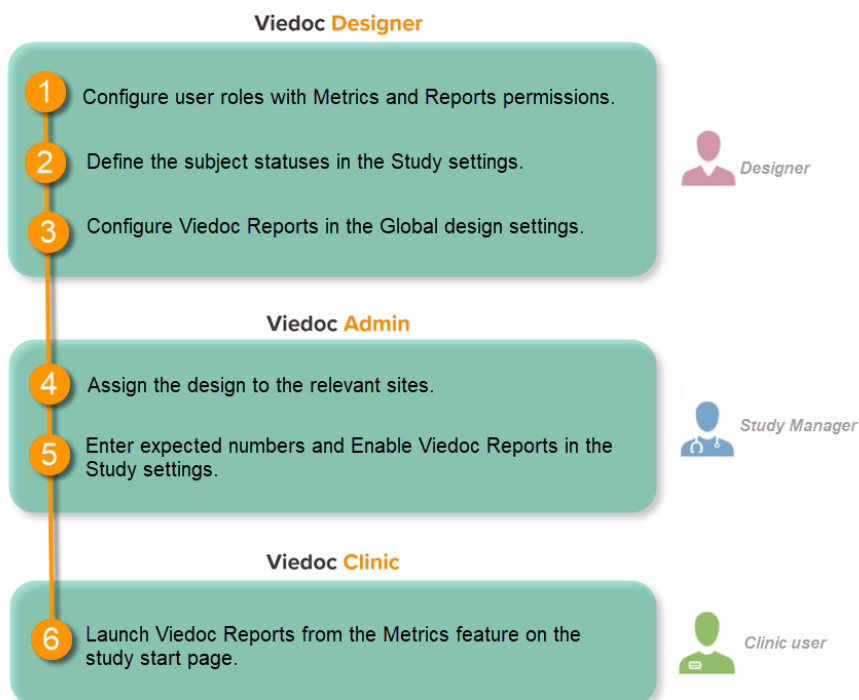 Viedoc Designer
1 Configure user roles with Metrics and Reports permissions.
2 Define the subject statuses in the Study settings.
3 Configure Viedoc Reports in the Global design settings.
Designer
Viedoc Admin
4 Assign the design to the relevant sites.
5 Enter expected numbers and Enable Viedoc Reports in the
Study settings.
Study Manager
Viedoc Clinic
6 Launch Viedoc Reports from the Metrics feature on the
study start page.
Clinic user